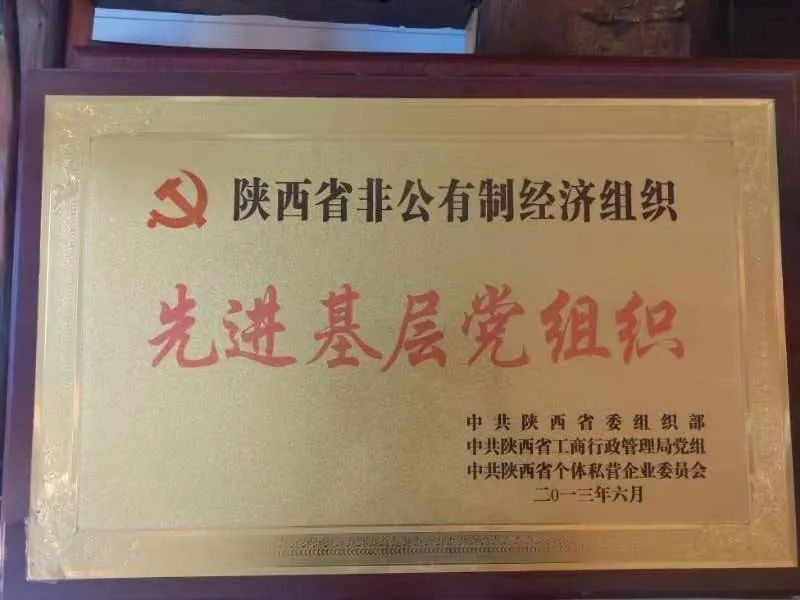 陕西省非公有制经济组织
先进基层党组织
中共陕西省委组织部
中共陕西省工商行政管理局党组
中共陕西省个体私营企业委员会
二0一三年六月